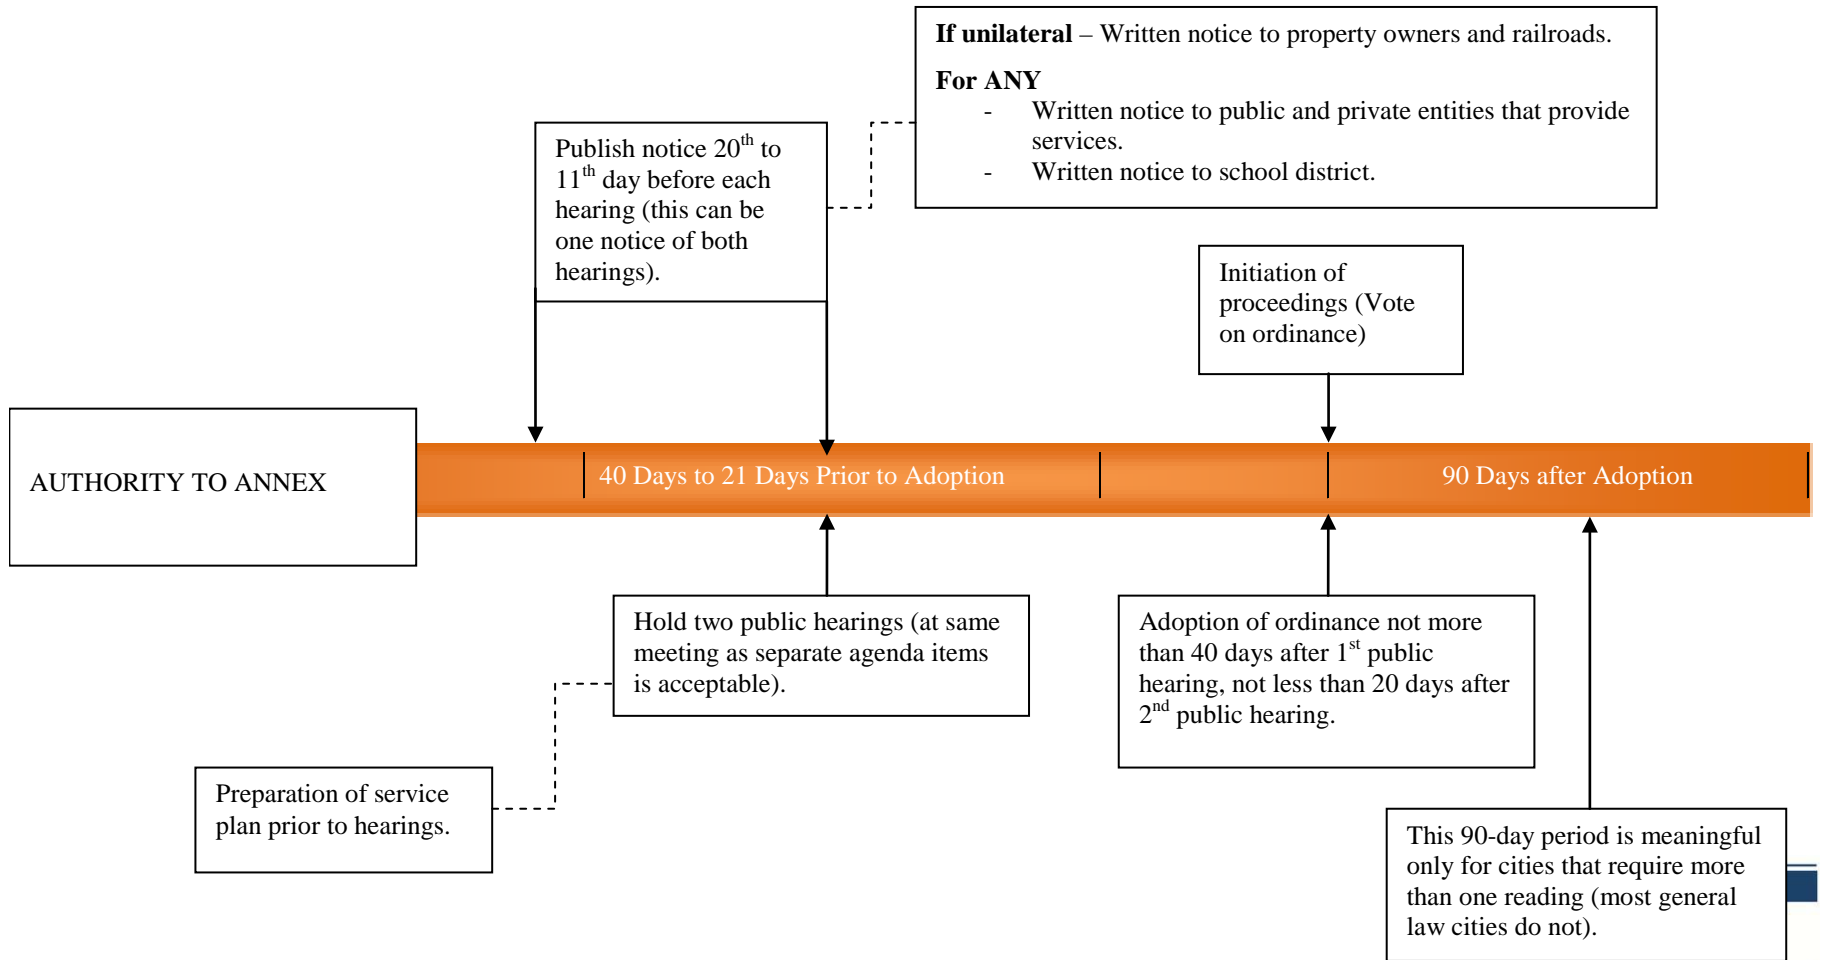 If unilateral – Written notice to property owners and railroads.
For ANY
- Written notice to public and private entities that provide
services.
- Written notice to school district.
Publish notice 20th to
11th day before each
hearing (this can be
one notice of both
hearings).
Initiation of
proceedings (Vote
on ordinance)
AUTHORITY TO ANNEX
40 Days to 21 Days Prior to Adoption
90 Days after Adoption
Hold two public hearings (at same
meeting as separate agenda items
is acceptable).
Adoption of ordinance not more
than 40 days after 1st public
hearing, not less than 20 days after
2nd public hearing.
Preparation of service
plan prior to hearings.
This 90-day period is meaningful
only for cities that require more
than one reading (most general
law cities do not).